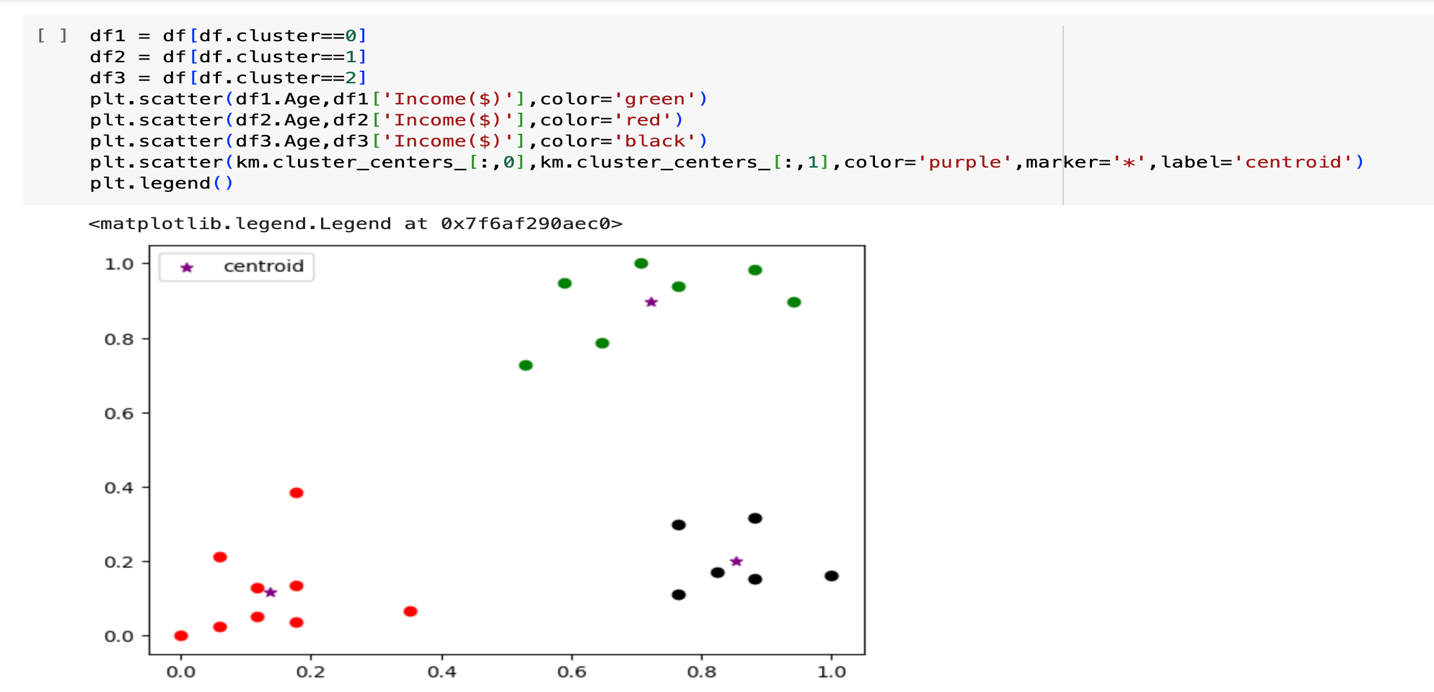 [ ] df1 = df[df.cluster==0]
df2 = df[df.cluster==1]
df3 = df[df.cluster==2]
plt.scatter(df1.Age,df1['Income($)'],color='green')
plt.scatter(df2.Age,df2['Income($)'],color='red')
plt.scatter(df3.Age,df3['Income($)'],color='black')
plt.scatter(km.cluster_centers_[:,0],km.cluster_centers_[:,1],color='purple',marker='*',label='centroid')
plt.legend()
<matplotlib.legend.Legend at 0x7f6af290aec0>
1.0
centroid
0.8
0.6
0.4
0.2
0.0
0.0 0.2 0.4 0.6 0.8 1.0